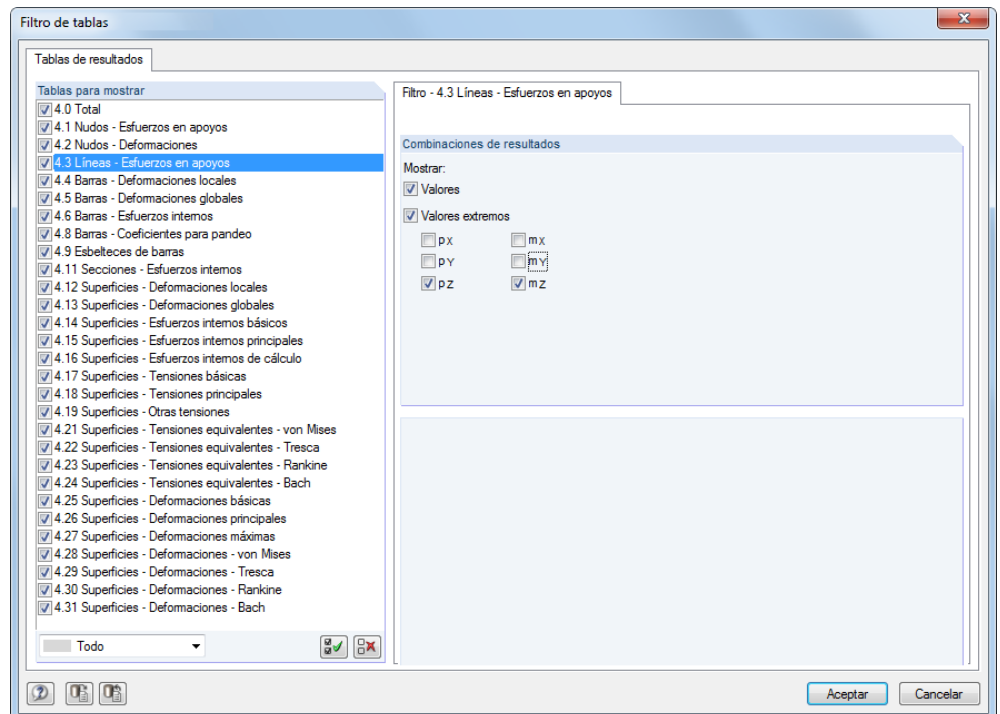 Filtro de tablas
Tablas de resultados
Tablas para mostrar
4.0 Total
4.1 Nudos - Esfuerzos en apoyos
4.2 Nudos - Deformaciones
4.3 Líneas - Esfuerzos en apoyos
4.4 Barras - Deformaciones locales
4.5 Barras - Deformaciones globales
4.6 Barras - Esfuerzos internos
4.8 Barras - Coeficientes para pandeo
4.9 Esbelteces de barras
4.11 Secciones - Esfuerzos internos
4.12 Superficies - Deformaciones locales
4.13 Superficies - Deformaciones globales
4.14 Superficies - Esfuerzos internos básicos
4.15 Superficies - Esfuerzos internos principales
4.16 Superficies - Esfuerzos internos de cálculo
4.17 Superficies - Tensiones básicas
4.18 Superficies - Tensiones principales
4.19 Superficies - Otras tensiones
4.21 Superficies - Tensiones equivalentes - von Mises
4.22 Superficies - Tensiones equivalentes - Tresca
4.23 Superficies - Tensiones equivalentes - Rankine
4.24 Superficies - Tensiones equivalentes - Bach
4.25 Superficies - Deformaciones básicas
4.26 Superficies - Deformaciones principales
4.27 Superficies - Deformaciones máximas
4.28 Superficies - Deformaciones - von Mises
4.29 Superficies - Deformaciones - Tresca
4.30 Superficies - Deformaciones - Rankine
4.31 Superficies - Deformaciones - Bach
Todo
Filtro - 4.3 Líneas - Esfuerzos en apoyos
Combinaciones de resultados
Mostrar:
Valores
Valores extremos
pX mX
pY mY
pZ mZ
Aceptar Cancelar